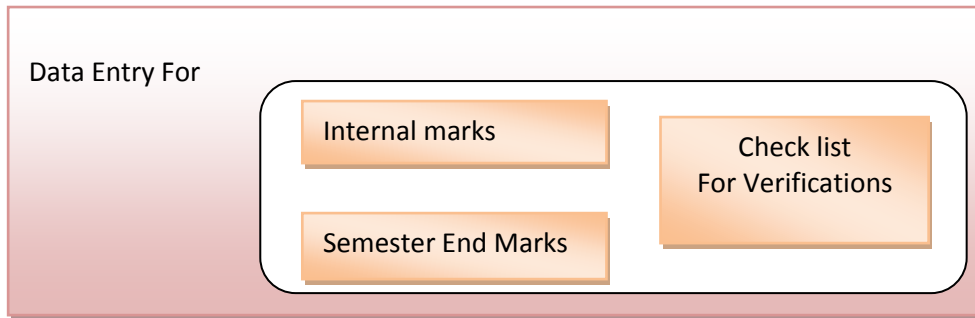 Data Entry For
Internal marks
Check list
For Verifications
Semester End Marks